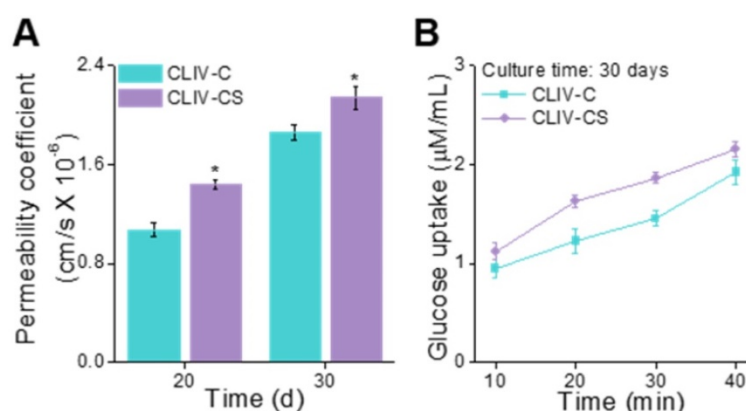 A
Permeability coefficient
(cm/s X 10⁻⁶)
2.4
1.6
0.8
0.0
CLIV-C
CLIV-CS
*
*
20
30
Time (d)
B
Glucose uptake (μM/mL)
3
2
1
0
Culture time: 30 days
CLIV-C
CLIV-CS
10
20
30
40
Time (min)